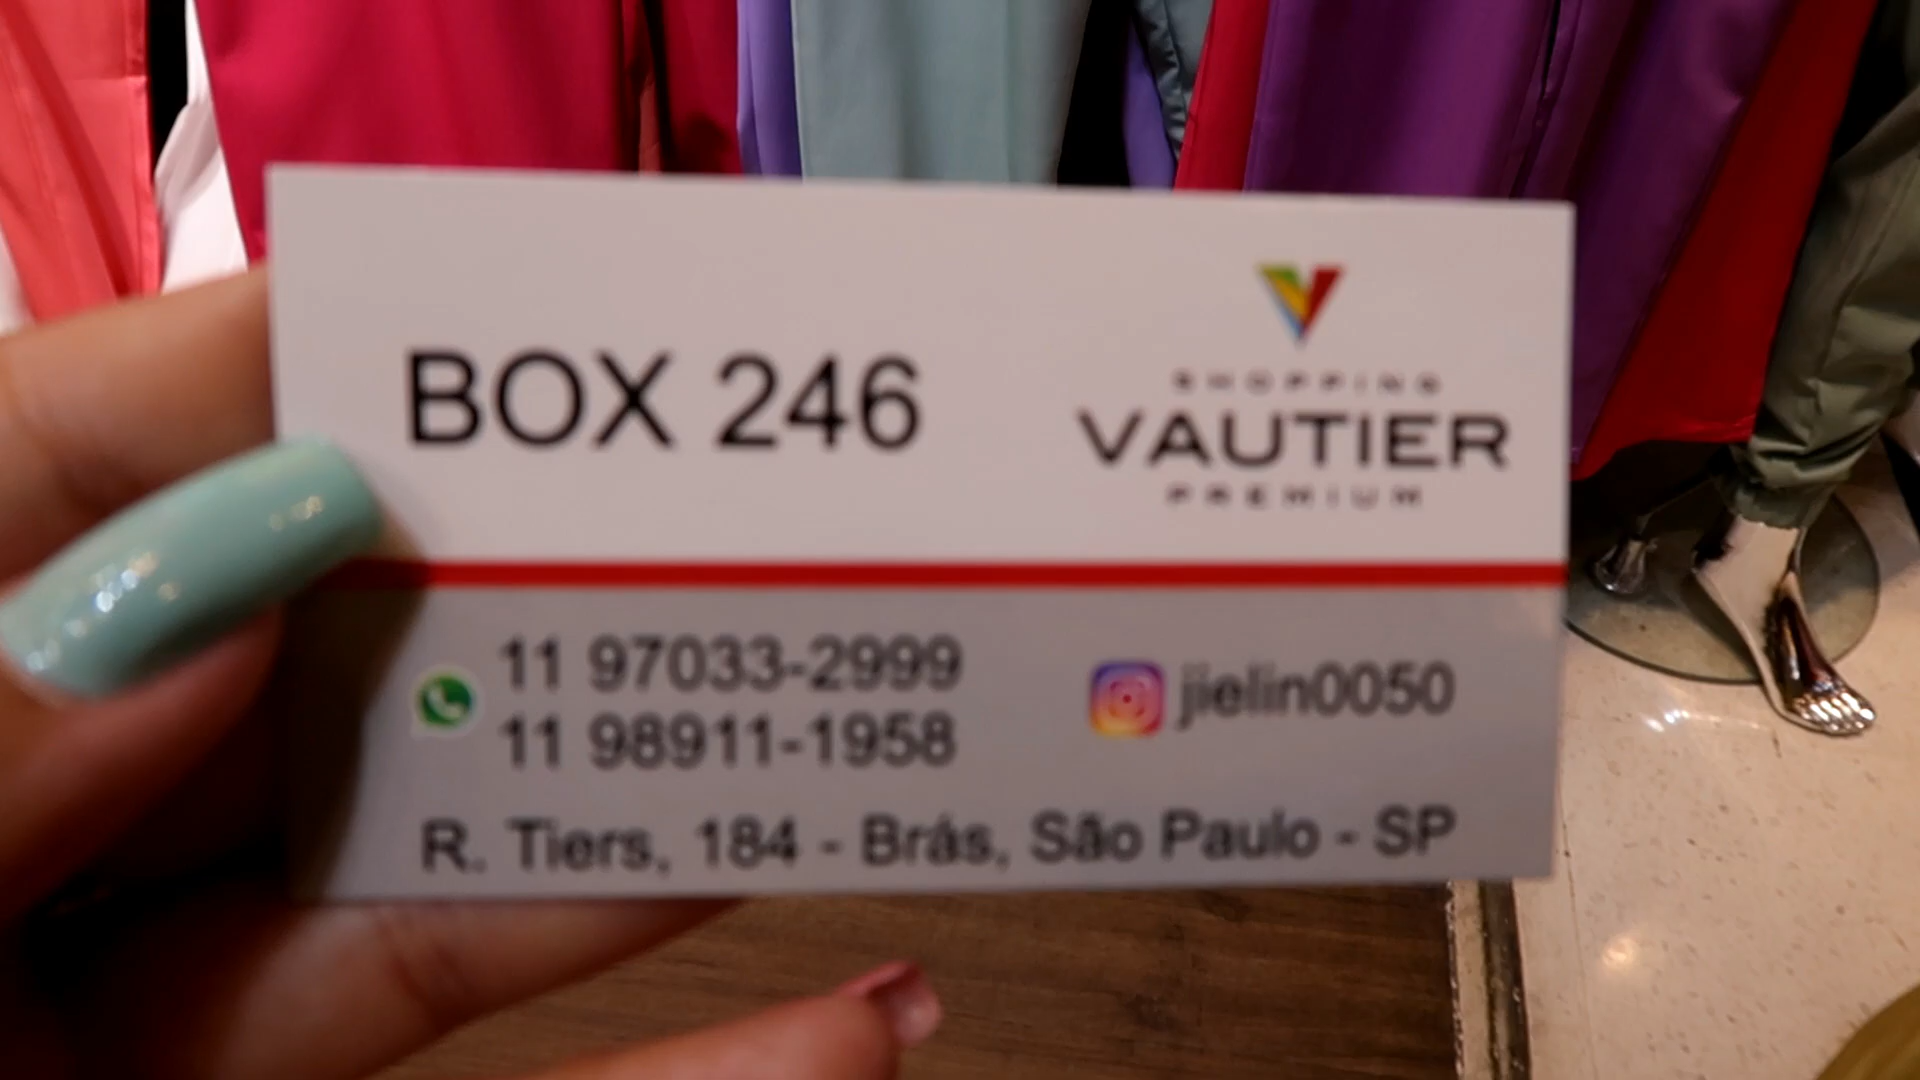 BOX 246
SHOPPING
VAUTIER
PREMIUM
11 97033-2999
11 98911-1958
jielin0050
R. Tiers, 184 - Brás, São Paulo - SP